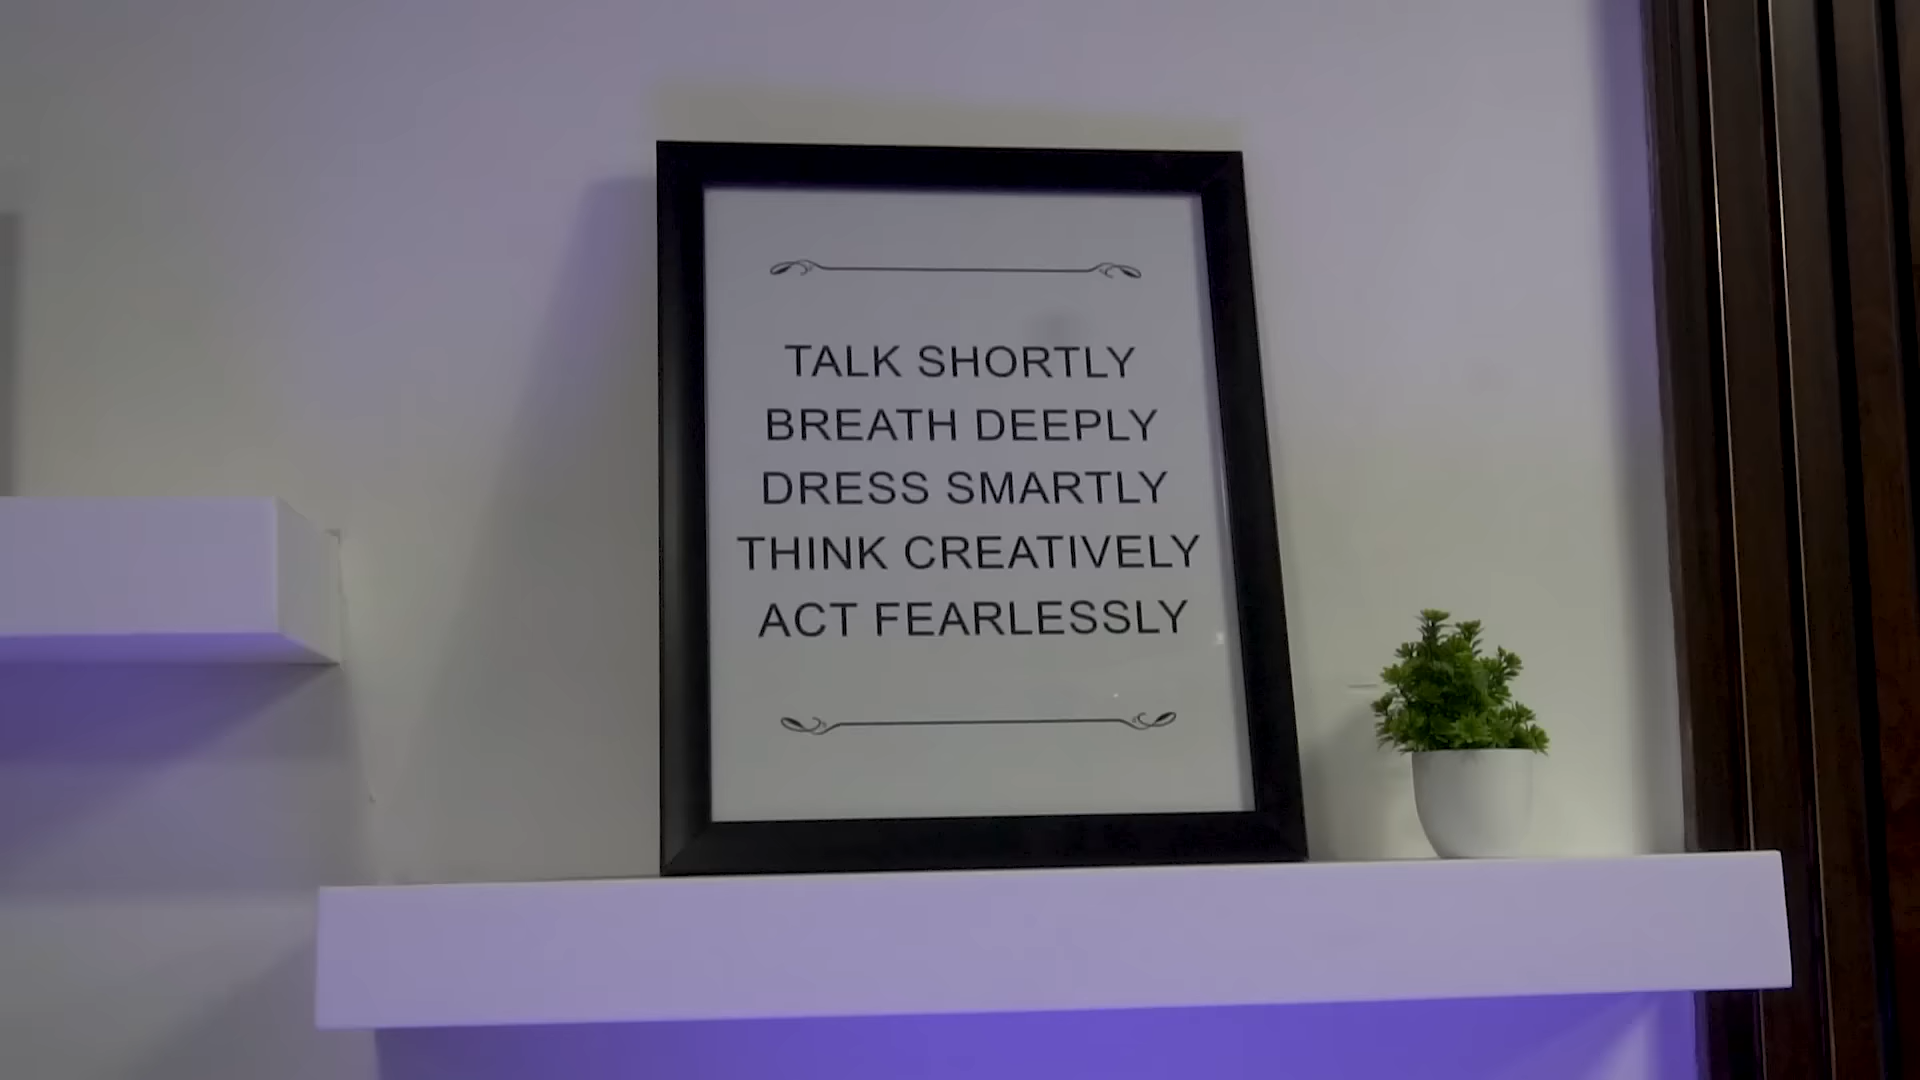 TALK SHORTLY
BREATH DEEPLY
DRESS SMARTLY
THINK CREATIVELY
ACT FEARLESSLY